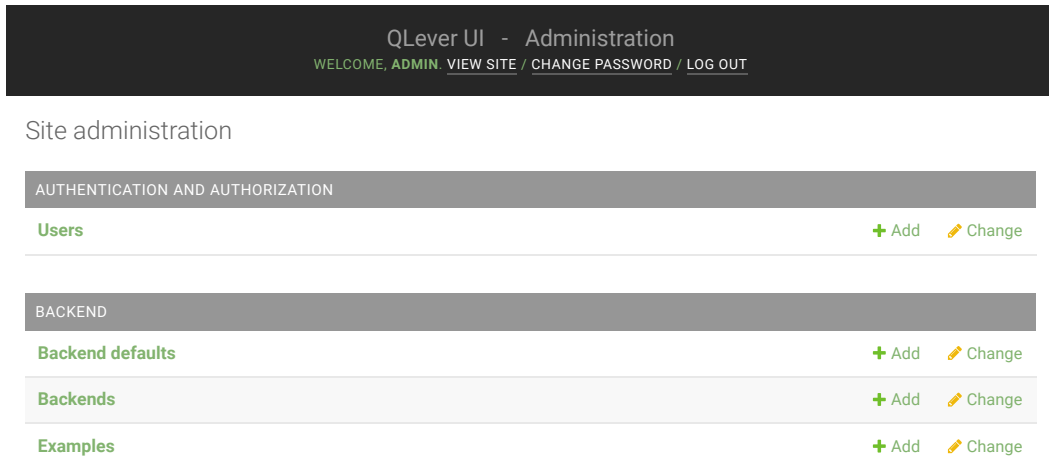 QLever UI - Administration
WELCOME, ADMIN. VIEW SITE / CHANGE PASSWORD / LOG OUT
Site administration
AUTHENTICATION AND AUTHORIZATION
Users Add Change
BACKEND
Backend defaults Add Change
Backends Add Change
Examples Add Change